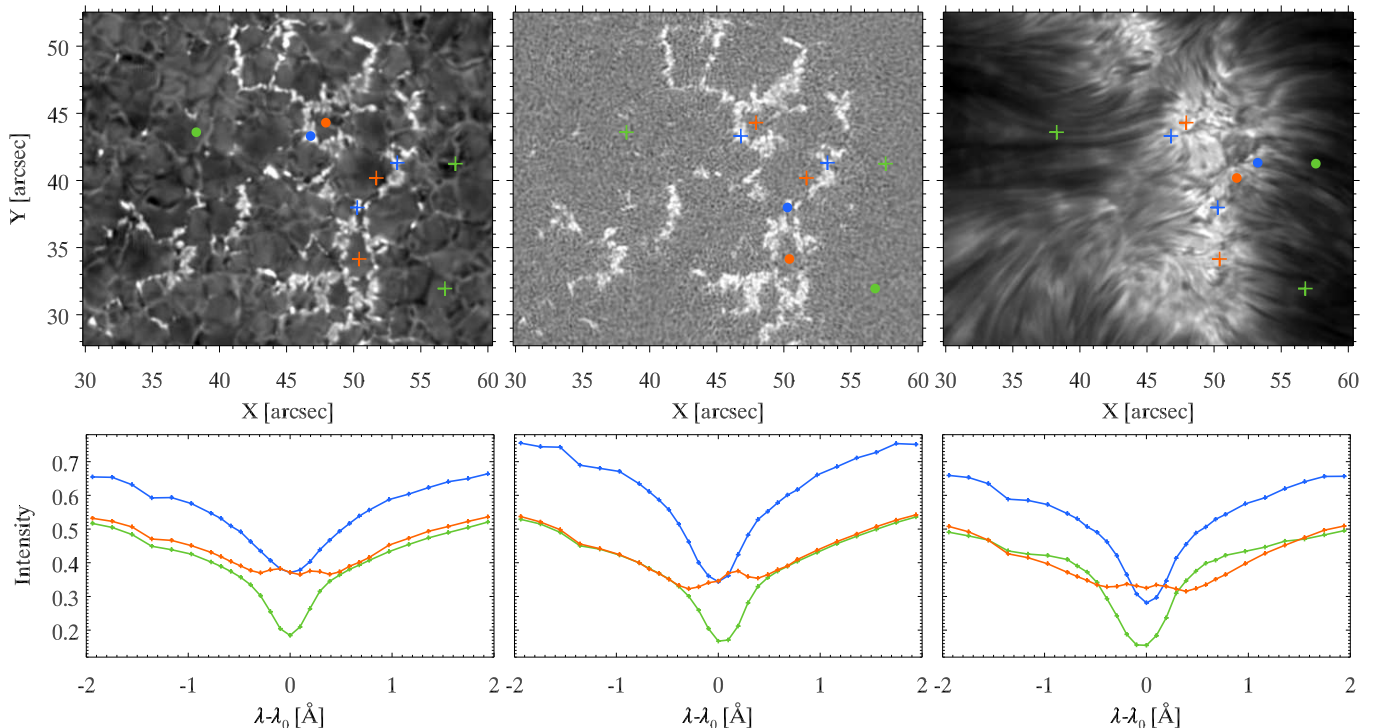 50
45
40
35
30
Y [arcsec]
30 35 40 45 50 55 60
30 35 40 45 50 55 60
30 35 40 45 50 55 60
X [arcsec]
X [arcsec]
X [arcsec]
0.7
0.6
0.5
0.4
0.3
0.2
Intensity
-2 -1 0 1 2
-2 -1 0 1 2
-2 -1 0 1 2
λ-λ₀ [Å]
λ-λ₀ [Å]
λ-λ₀ [Å]